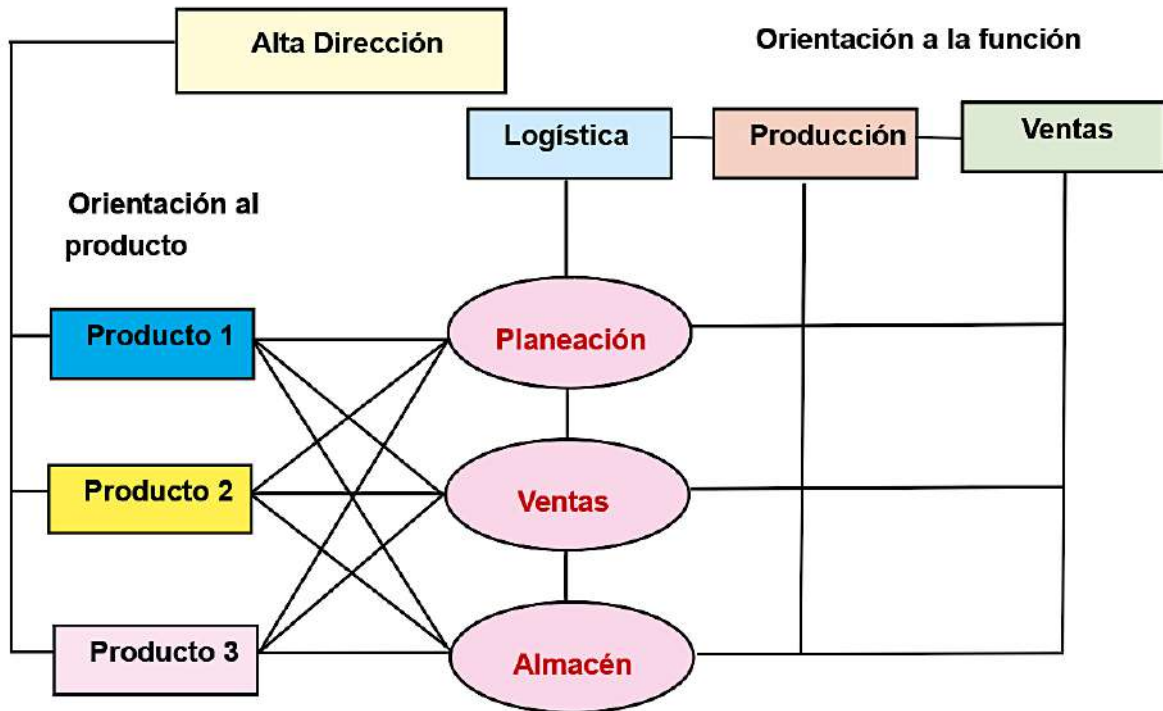 Alta Dirección
Orientación a la función
Logística
Producción
Ventas
Orientación al
producto
Producto 1
Planeación
Producto 2
Ventas
Producto 3
Almacén